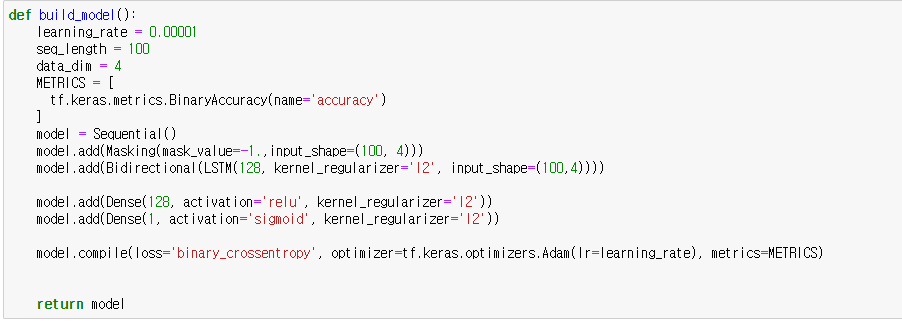 def build_model():
    learning_rate = 0.00001
    seq_length = 100
    data_dim = 4
    METRICS = [
      tf.keras.metrics.BinaryAccuracy(name='accuracy')
    ]
    model = Sequential()
    model.add(Masking(mask_value=-1.,input_shape=(100, 4)))
    model.add(Bidirectional(LSTM(128, kernel_regularizer='l2', input_shape=(100,4))))
    model.add(Dense(128, activation='relu', kernel_regularizer='l2'))
    model.add(Dense(1, activation='sigmoid', kernel_regularizer='l2'))
    model.compile(loss='binary_crossentropy', optimizer=tf.keras.optimizers.Adam(lr=learning_rate), metrics=METRICS)
    return model